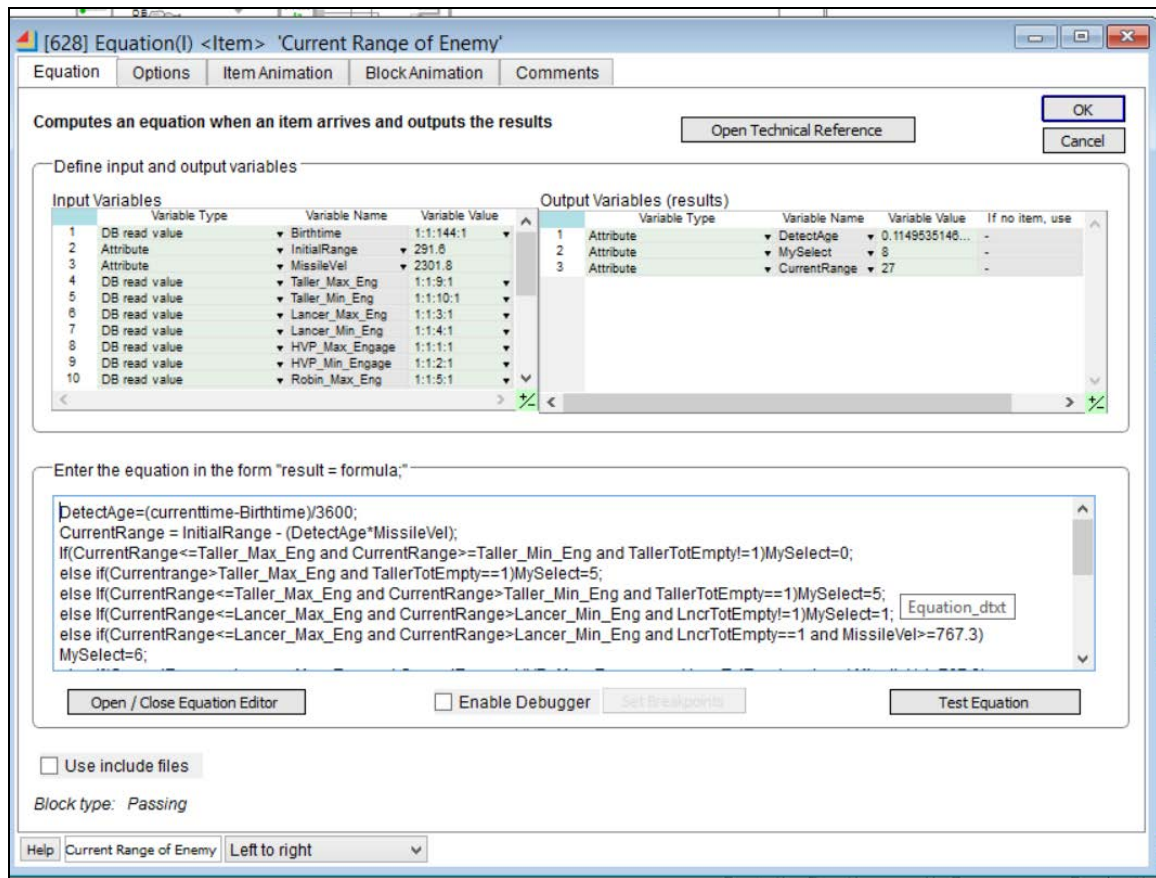 [628] Equation(I) <Item> 'Current Range of Enemy'
Equation Options Item Animation Block Animation Comments
Computes an equation when an item arrives and outputs the results
Open Technical Reference
OK
Cancel
Define input and output variables
Input Variables
Variable Type Variable Name Variable Value
1 DB read value Birthtime 1:1:144:1
2 Attribute InitialRange 291.6
3 Attribute MissileVel 2301.8
4 DB read value Taller_Max_Eng 1:1:9:1
5 DB read value Taller_Min_Eng 1:1:10:1
6 DB read value Lancer_Max_Eng 1:1:3:1
7 DB read value Lancer_Min_Eng 1:1:4:1
8 DB read value HVP_Max_Engage 1:1:1:1
9 DB read value HVP_Min_Engage 1:1:2:1
10 DB read value Robin_Max_Eng 1:1:5:1
Output Variables (results)
Variable Type Variable Name Variable Value If no item, use
1 Attribute DetectAge 0.1149535146... -
2 Attribute MySelect 8 -
3 Attribute CurrentRange 27 -
Enter the equation in the form "result = formula;"
DetectAge=(currenttime-Birthtime)/3600;
CurrentRange = InitialRange - (DetectAge*MissileVel);
If(CurrentRange<=Taller_Max_Eng and CurrentRange>=Taller_Min_Eng and TallerTotEmpty!=1)MySelect=0;
else if(Currentrange>Taller_Max_Eng and TallerTotEmpty==1)MySelect=5;
else If(CurrentRange<=Taller_Max_Eng and CurrentRange>Taller_Min_Eng and TallerTotEmpty==1)MySelect=5;
else If(CurrentRange<=Lancer_Max_Eng and CurrentRange>Lancer_Min_Eng and LncrTotEmpty!=1)MySelect=1;
Equation_dtxt
else if(CurrentRange<=Lancer_Max_Eng and CurrentRange>Lancer_Min_Eng and LncrTotEmpty==1 and MissileVel>=767.3)
MySelect=6;
Open / Close Equation Editor
Enable Debugger
Set Breakpoints
Test Equation
Use include files
Block type: Passing
Help Current Range of Enemy Left to right